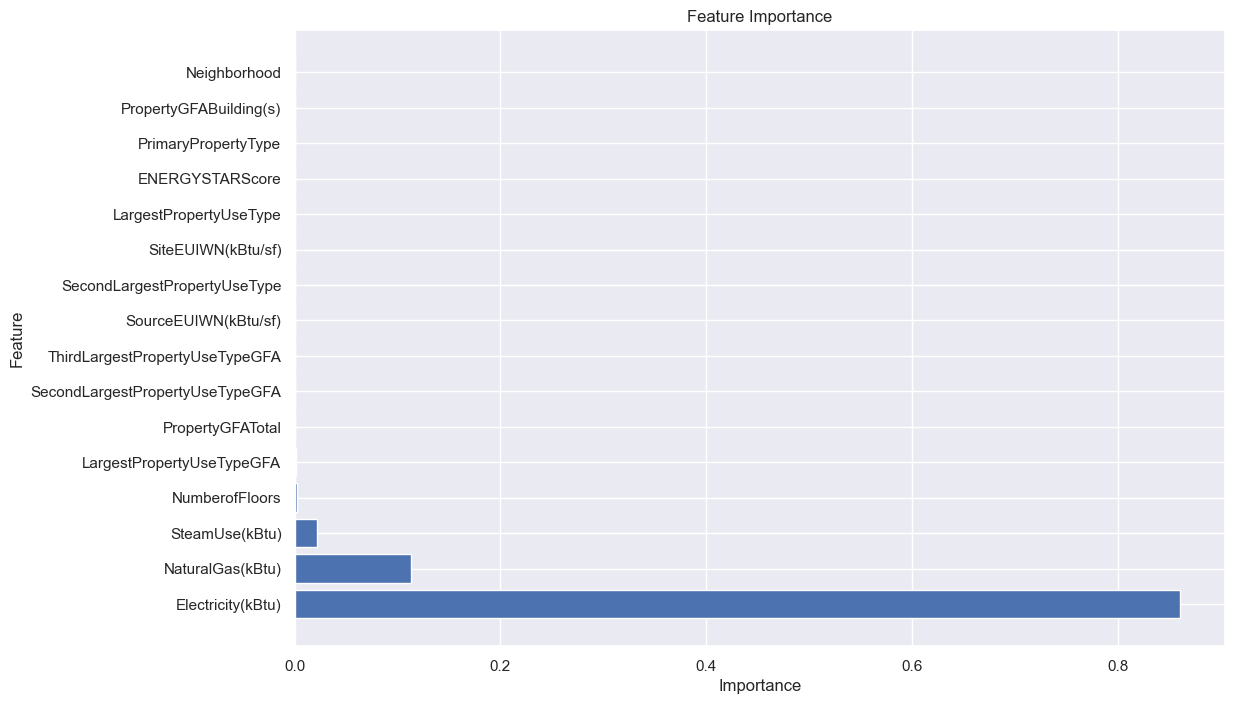 Feature Importance
Neighborhood
PropertyGFABuilding(s)
PrimaryPropertyType
ENERGYSTARScore
LargestPropertyUseType
SiteEUIWN(kBtu/sf)
SecondLargestPropertyUseType
SourceEUIWN(kBtu/sf)
ThirdLargestPropertyUseTypeGFA
SecondLargestPropertyUseTypeGFA
PropertyGFATotal
LargestPropertyUseTypeGFA
NumberofFloors
SteamUse(kBtu)
NaturalGas(kBtu)
Electricity(kBtu)
Feature
0.0 0.2 0.4 0.6 0.8
Importance